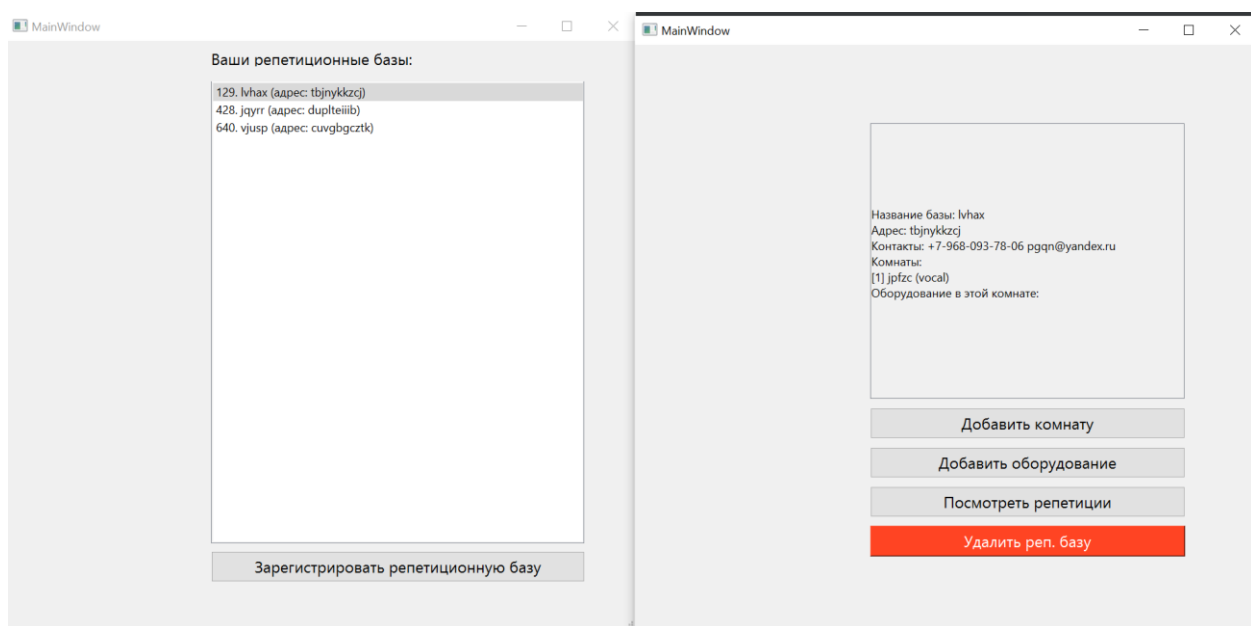 MainWindow
Ваши репетиционные базы:
129. lvhax (адрес: tbjnykkzcj)
428. jqyrr (адрес: duplteiiib)
640. vjusp (адрес: cuvgbgcztk)
Зарегистрировать репетиционную базу
MainWindow
Название базы: lvhax
Адрес: tbjnykkzcj
Контакты: +7-968-093-78-06 pgqn@yandex.ru
Комнаты:
[1] jpfzc (vocal)
Оборудование в этой комнате:
Добавить комнату
Добавить оборудование
Посмотреть репетиции
Удалить реп. базу